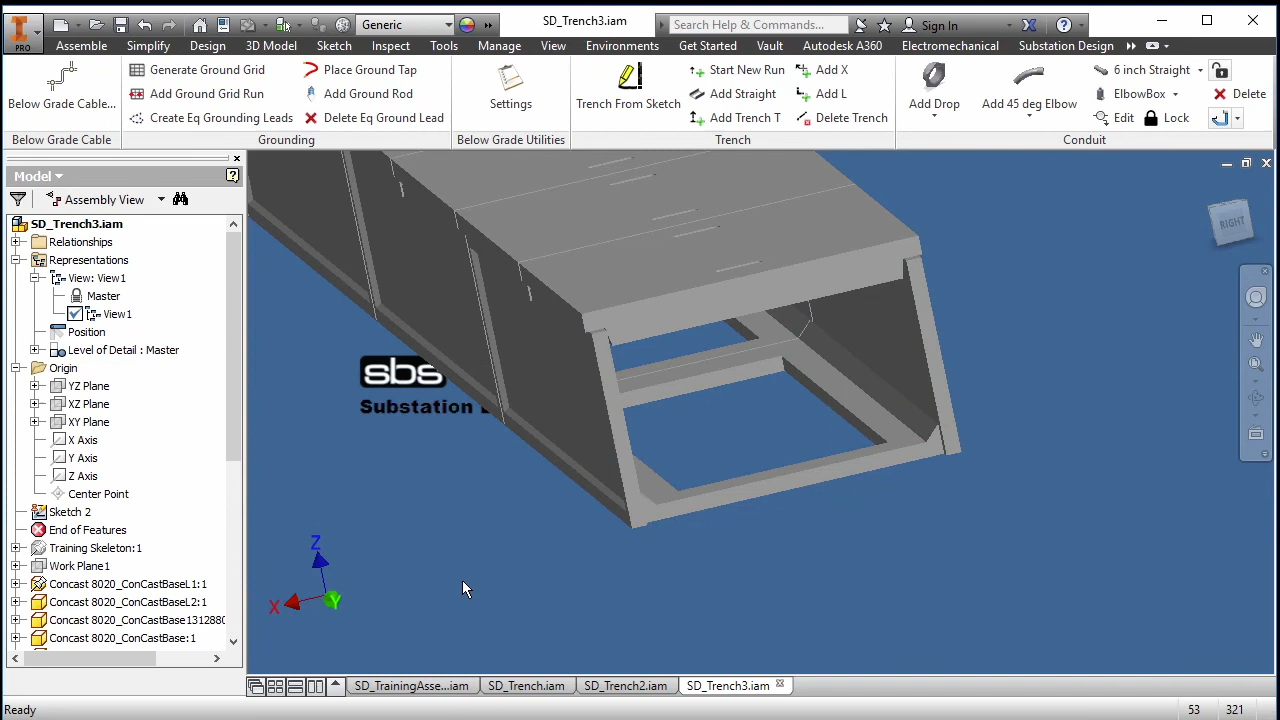 Generic
SD_Trench3.iam
Search Help & Commands...
Sign In
PRO
Assemble Simplify Design 3D Model Sketch Inspect Tools Manage View Environments Get Started Vault Autodesk A360 Electromechanical Substation Design
Below Grade Cable...
Below Grade Cable
Generate Ground Grid
Add Ground Grid Run
Create Eq Grounding Leads
Place Ground Tap
Add Ground Rod
Delete Eq Ground Lead
Grounding
Settings
Below Grade Utilities
Trench From Sketch
Start New Run
Add Straight
Add Trench T
Add X
Add L
Delete Trench
Trench
Add Drop
Add 45 deg Elbow
6 inch Straight
ElbowBox
Delete
Edit
Lock
Conduit
Model
Assembly View
SD_Trench3.iam
Relationships
Representations
View: View1
Master
View1
Position
Level of Detail : Master
Origin
YZ Plane
XZ Plane
XY Plane
X Axis
Y Axis
Z Axis
Center Point
Sketch 2
End of Features
Training Skeleton:1
Work Plane1
Concast 8020_ConCastBaseL1:1
Concast 8020_ConCastBaseL2:1
Concast 8020_ConCastBase1312880
Concast 8020_ConCastBase:1
RIGHT
sbs
Substation
Z
X
Y
SD_TrainingAsse...iam
SD_Trench.iam
SD_Trench2.iam
SD_Trench3.iam
Ready
53
321